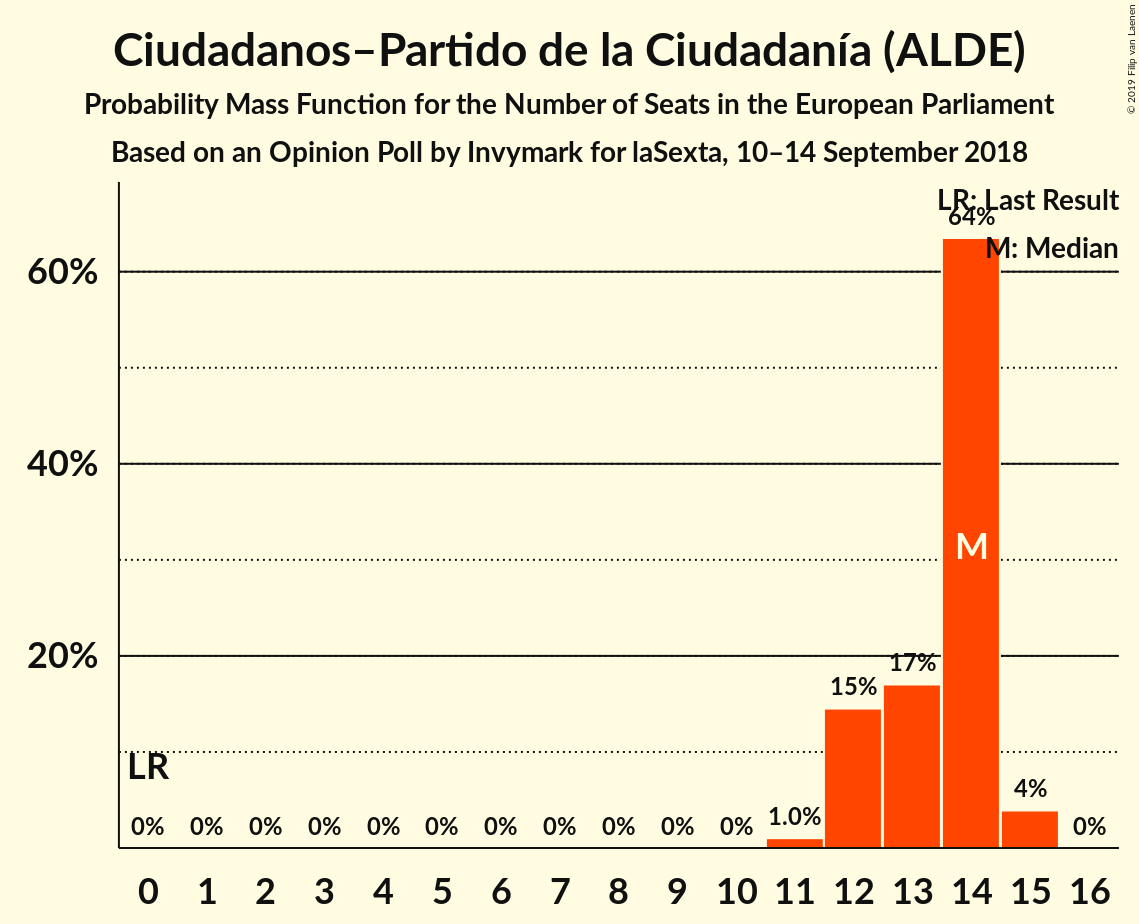 Ciudadanos–Partido de la Ciudadanía (ALDE)
Probability Mass Function for the Number of Seats in the European Parliament
Based on an Opinion Poll by Invymark for laSexta, 10–14 September 2018
© 2019 Filip van Laenen
LR: Last Result
M: Median
64%
60%
40%
M
20%
17%
15%
LR
4%
1.0%
0% 0% 0% 0% 0% 0% 0% 0% 0% 0% 0% 0%
0 1 2 3 4 5 6 7 8 9 10 11 12 13 14 15 16